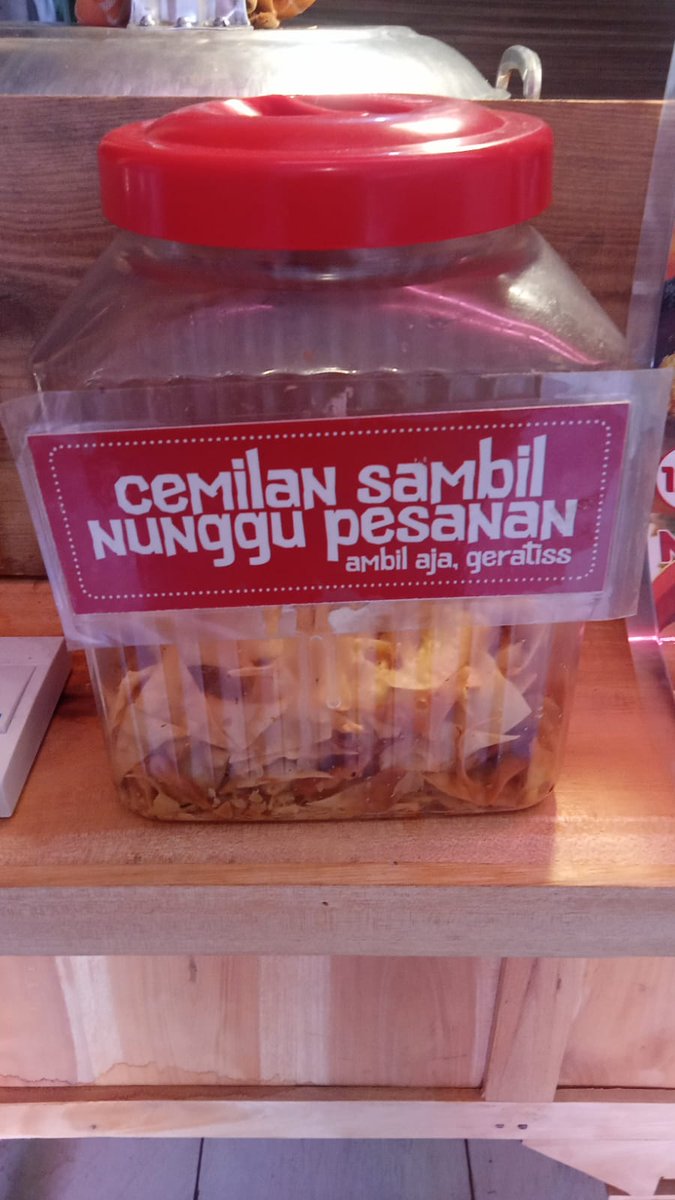 cemilan sambil
nunggu pesanan
ambil aja, geratiss